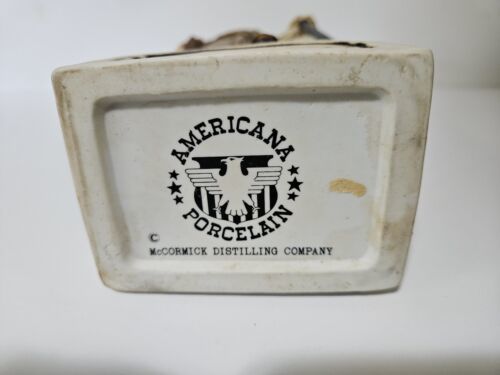 AMERICANA
PORCELAIN
©
McCORMICK DISTILLING COMPANY